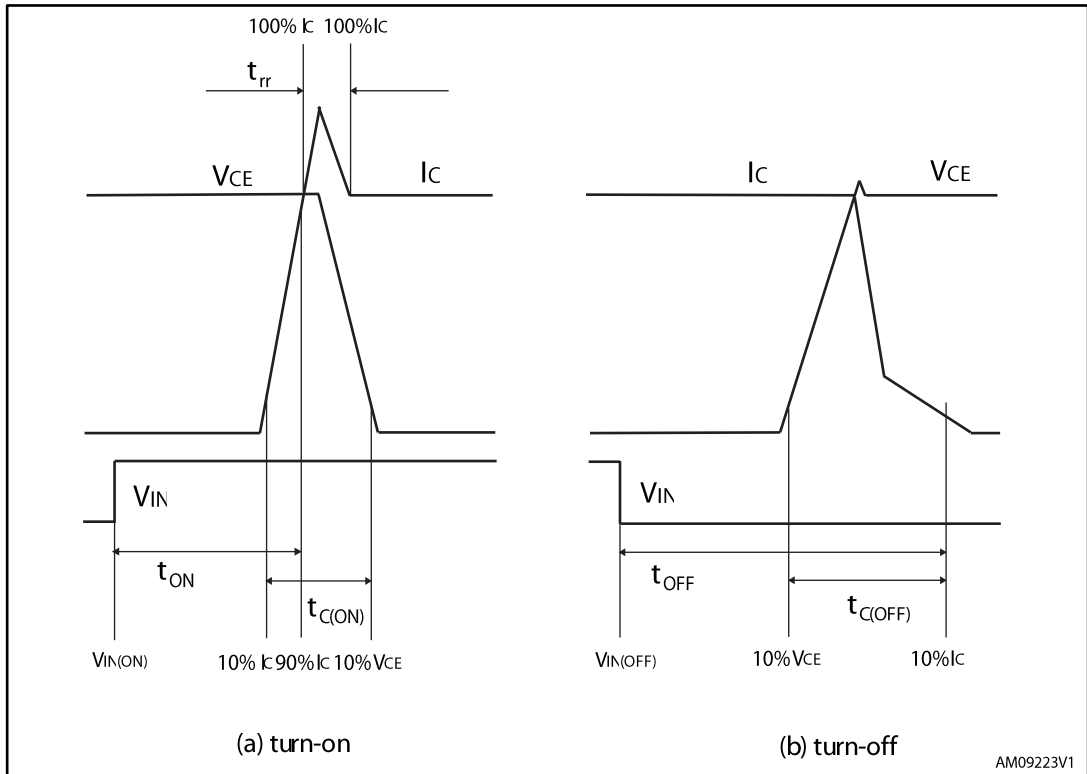 100% IC 100% IC
trr
VCE IC
VIN
tON
tC(ON)
VIN(ON) 10% IC 90% IC 10% VCE
(a) turn-on
IC VCE
VIN
tOFF
tC(OFF)
VIN(OFF) 10% VCE 10% IC
(b) turn-off
AM09223V1